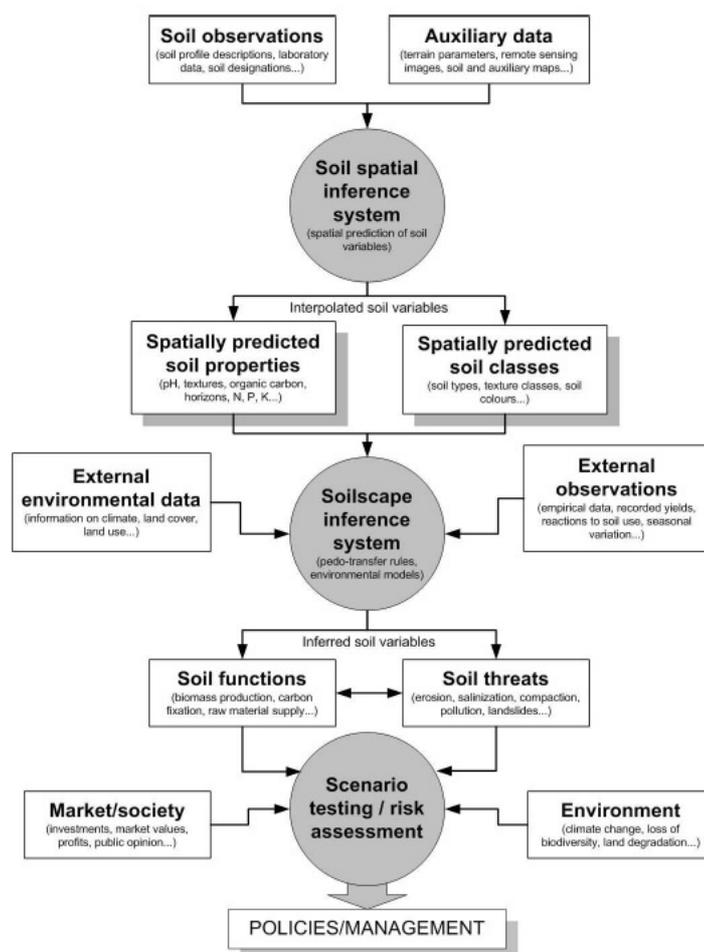 Soil observations
(soil profile descriptions, laboratory
data, soil designations...)
Auxiliary data
(terrain parameters, remote sensing
images, soil and auxiliary maps...)
Soil spatial
inference
system
(spatial prediction of soil
variables)
Interpolated soil variables
Spatially predicted
soil properties
(pH, textures, organic carbon,
horizons, N, P, K...)
Spatially predicted
soil classes
(soil types, texture classes, soil
colours...)
External
environmental data
(information on climate, land cover,
land use...)
Soilscape
inference
system
(pedo-transfer rules,
environmental models)
External
observations
(empirical data, recorded yields,
reactions to soil use, seasonal
variation...)
Inferred soil variables
Soil functions
(biomass production, carbon
fixation, raw material supply...)
Soil threats
(erosion, salinization, compaction,
pollution, landslides...)
Market/society
(investments, market values,
profits, public opinion...)
Scenario
testing / risk
assessment
Environment
(climate change, loss of
biodiversity, land degradation...)
POLICIES/MANAGEMENT